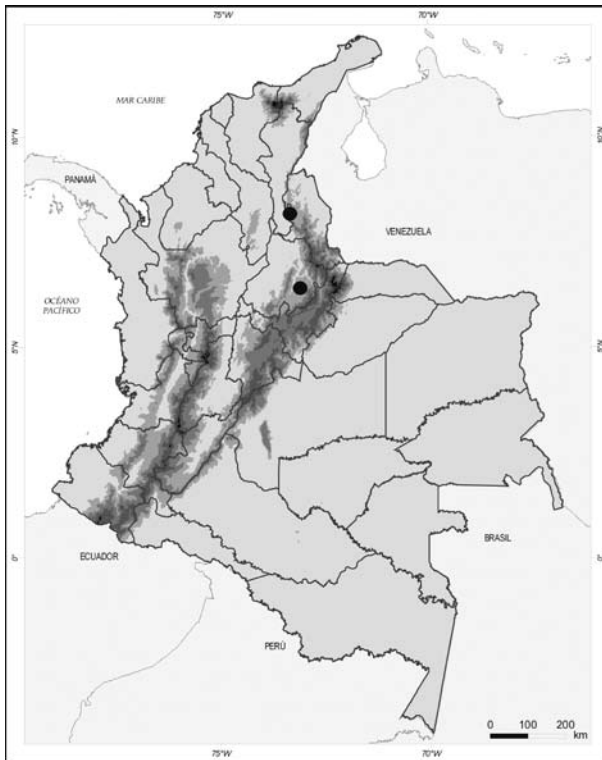 75°W 70°W
MAR CARIBE
10°N 10°N
PANAMÁ
VENEZUELA
OCÉANO
PACÍFICO
5°N 5°N
0° 0°
ECUADOR
BRASIL
PERÚ
0 100 200
km
75°W 70°W